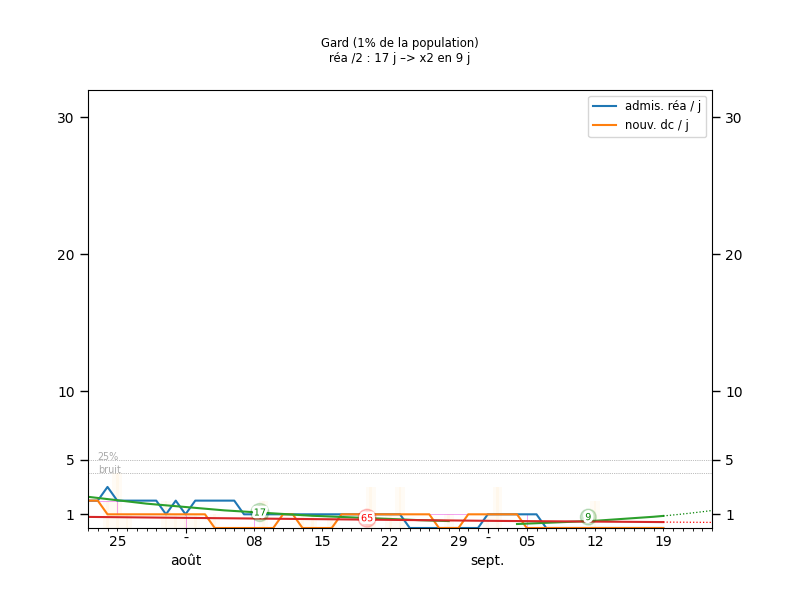 Gard (1% de la population)
réa /2 : 17 j –> x2 en 9 j
admis. réa / j
nouv. dc / j
30 30
20 20
10 10
5 5
1 1
25%
bruit
17
65
9
25 - 08 15 22 29 - 05 12 19
août sept.